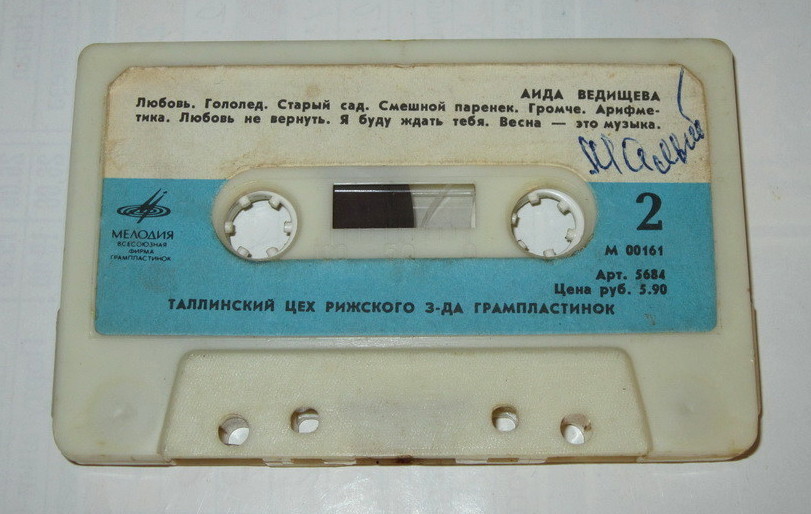 АИДА ВЕДИЩЕВА
Любовь. Гололед. Старый сад. Смешной паренек. Громче. Арифме-
тика. Любовь не вернуть. Я буду ждать тебя. Весна — это музыка.
2
МЕЛОДИЯ
ВСЕСОЮЗНАЯ
ФИРМА
ГРАМПЛАСТИНОК
М 00161
Арт. 5684
Цена руб. 5.90
ТАЛЛИНСКИЙ ЦЕХ РИЖСКОГО З-ДА ГРАМПЛАСТИНОК